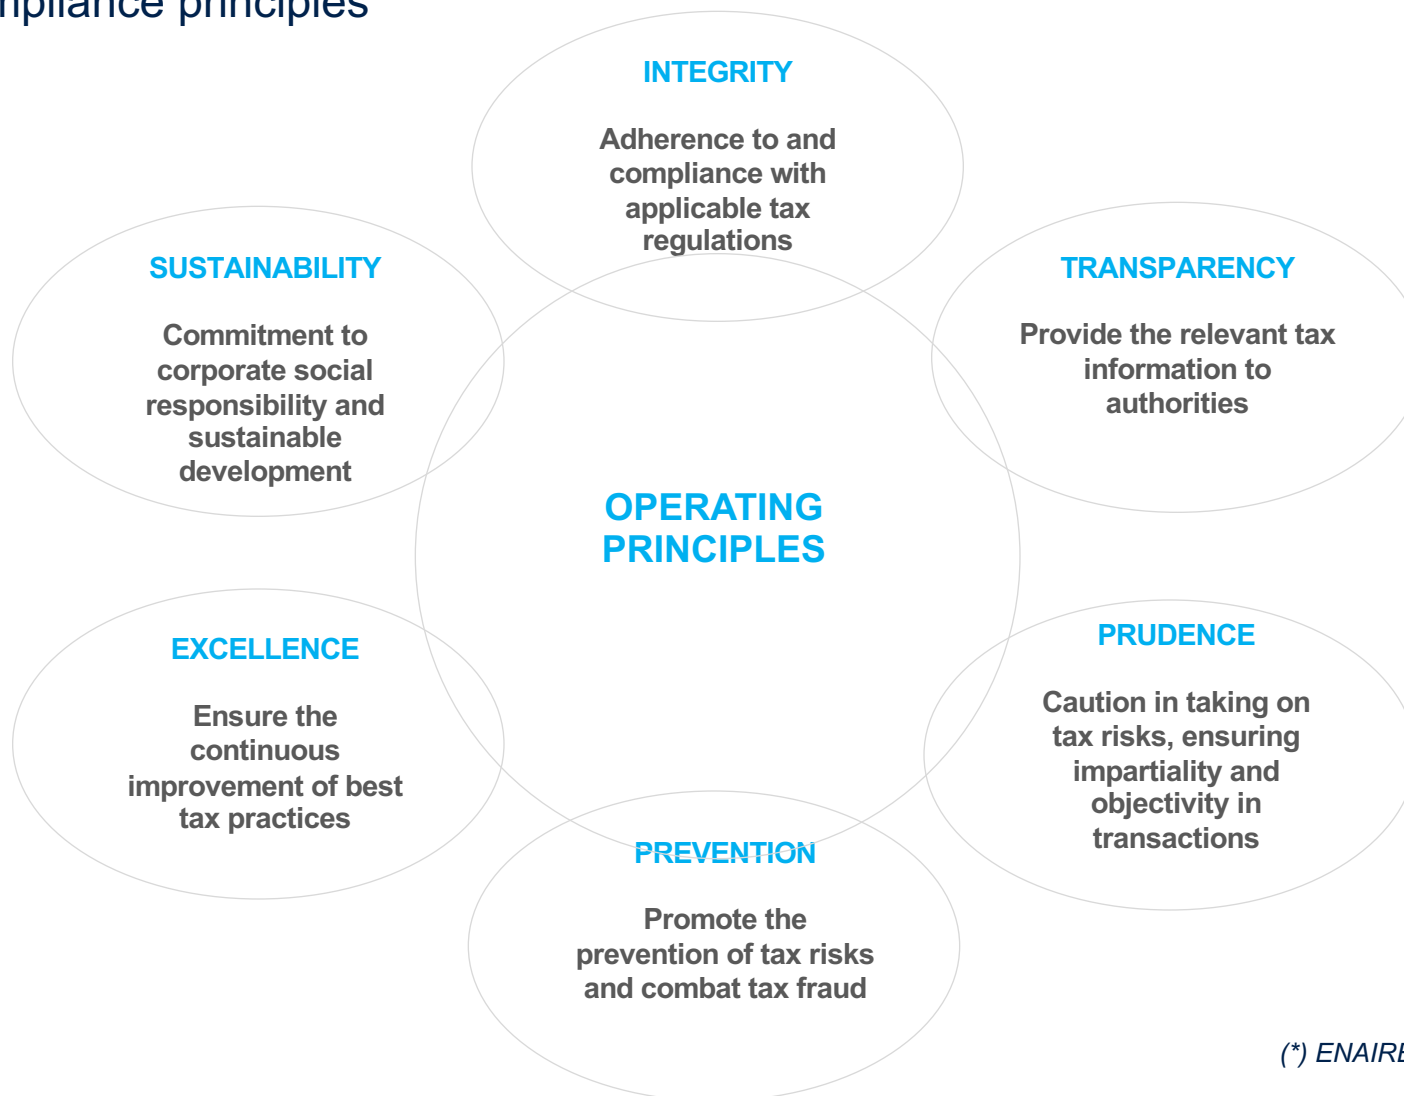 mpliance principles
INTEGRITY
Adherence to and
compliance with
applicable tax
regulations
SUSTAINABILITY
Commitment to
corporate social
responsibility and
sustainable
development
TRANSPARENCY
Provide the relevant tax
information to
authorities
OPERATING
PRINCIPLES
EXCELLENCE
Ensure the
continuous
improvement of best
tax practices
PRUDENCE
Caution in taking on
tax risks, ensuring
impartiality and
objectivity in
transactions
PREVENTION
Promote the
prevention of tax risks
and combat tax fraud
(*) ENAIRE